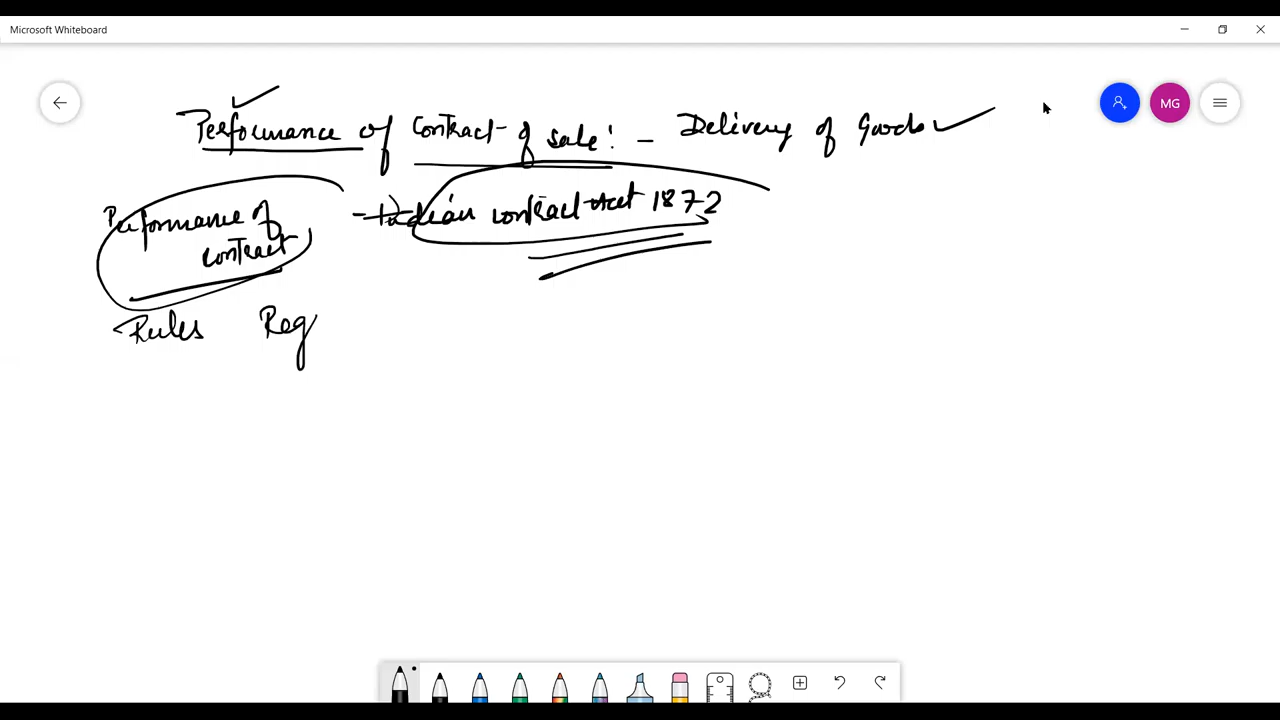 Microsoft Whiteboard
MG
Performance of contract of sale: - Delivery of Goods
Performance of - Indian contract act 1872
contract
Rules Reg